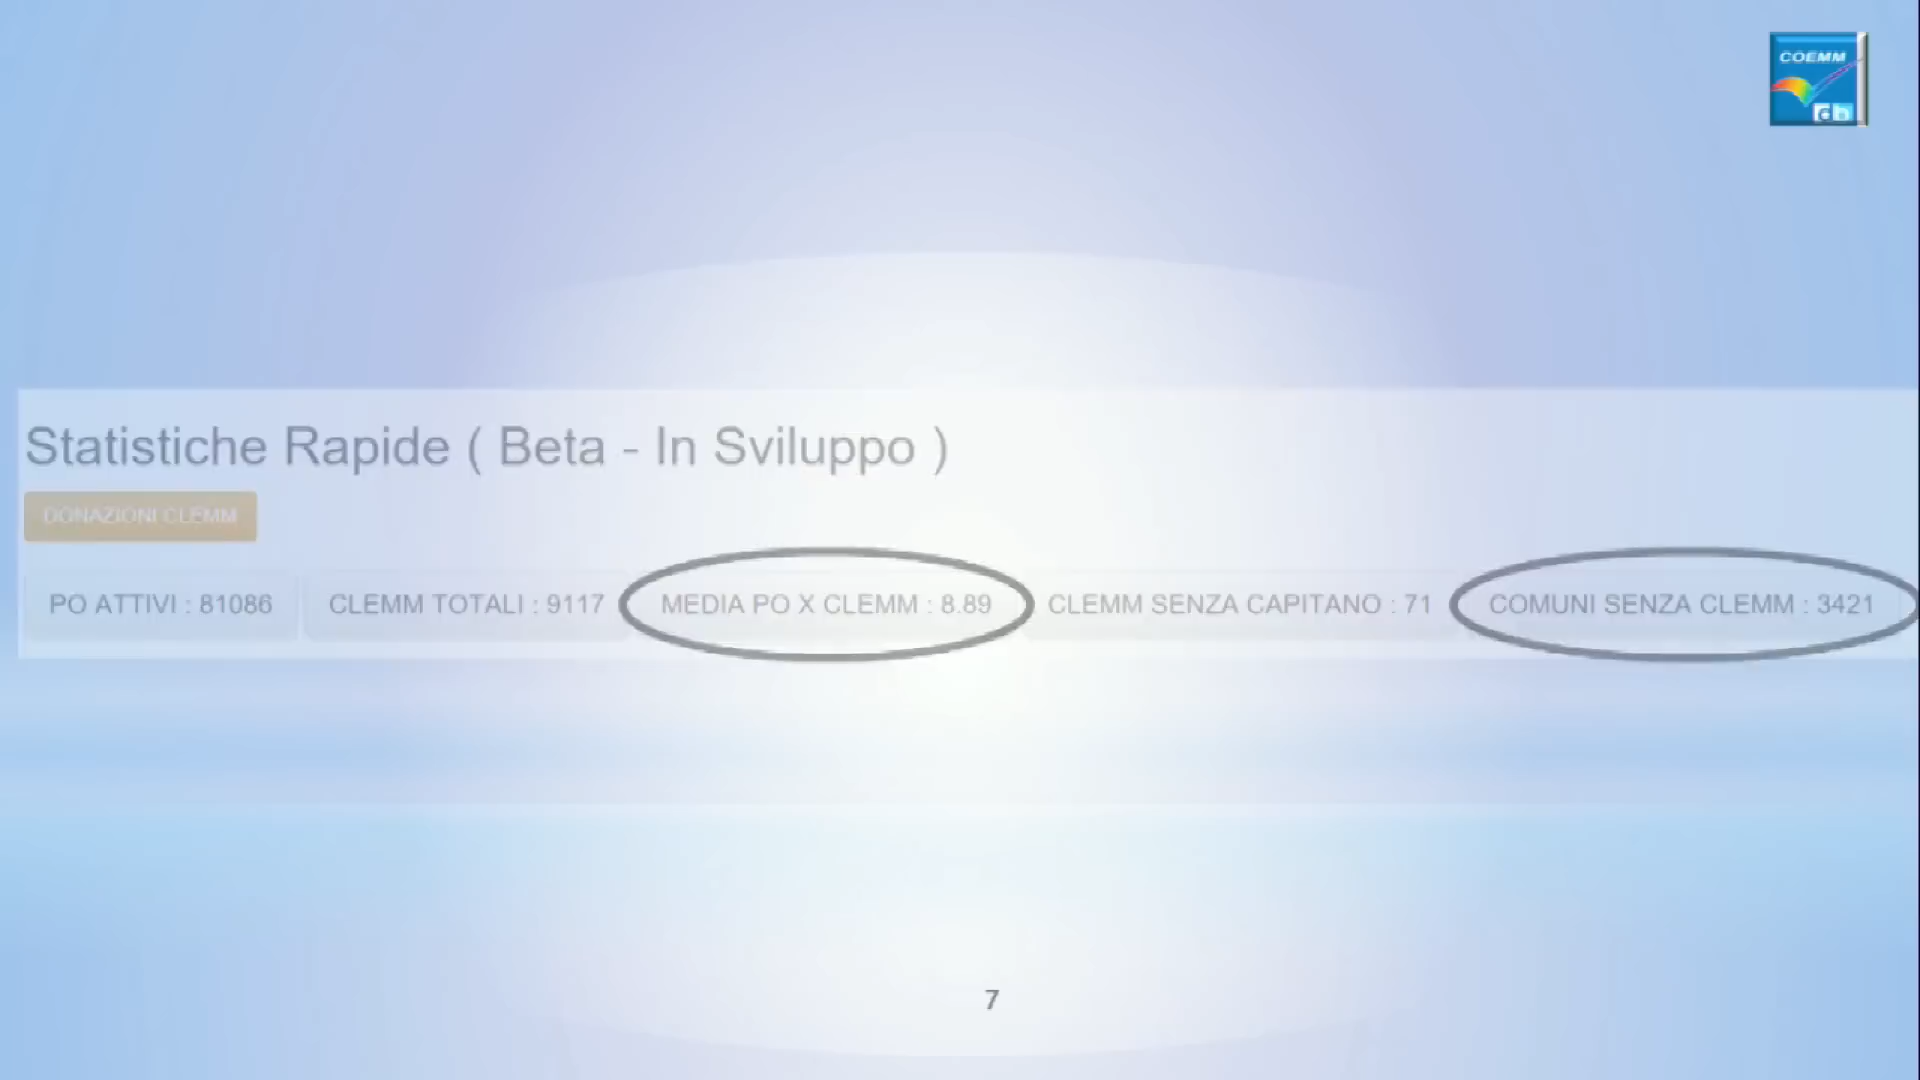 COEMM
Statistiche Rapide ( Beta - In Sviluppo )
DONAZIONI CLEMM
PO ATTIVI : 81086 CLEMM TOTALI : 9117 MEDIA PO X CLEMM : 8.89 CLEMM SENZA CAPITANO : 71 COMUNI SENZA CLEMM : 3421
7